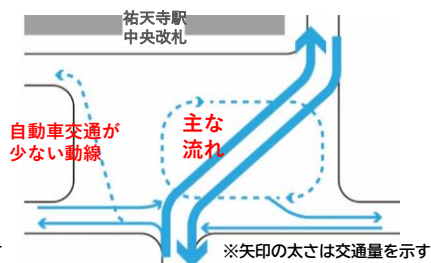 祐天寺駅
中央改札
自動車交通が
少ない動線
主な
流れ
※矢印の太さは交通量を示す